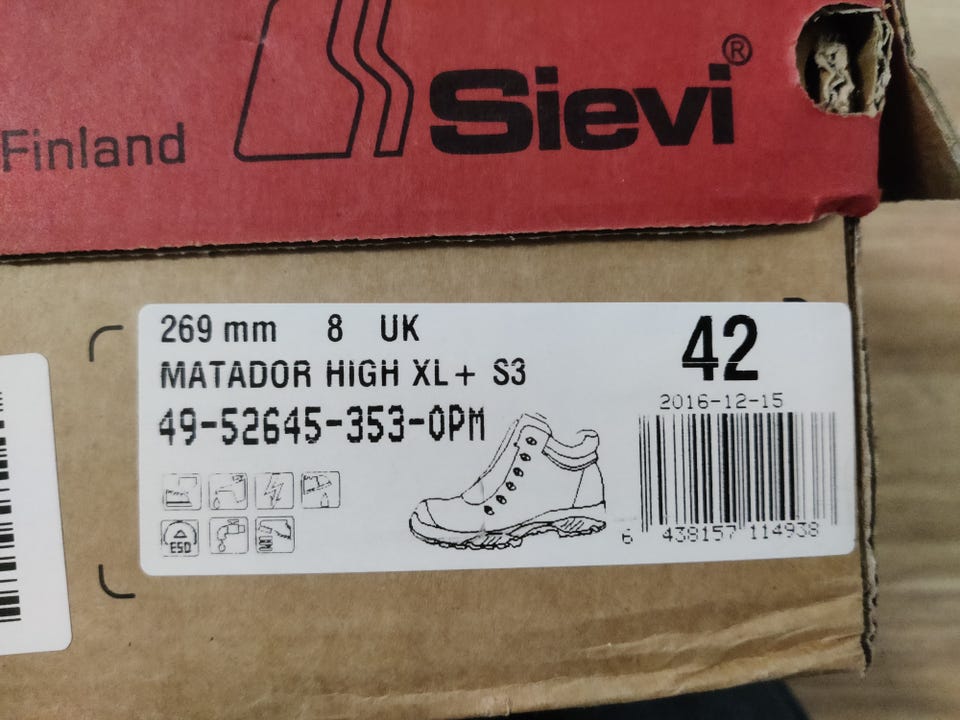 Sievi®
Finland
269 mm 8 UK
42
MATADOR HIGH XL+ S3
2016-12-15
49-52645-353-0PM
ESD
6 438157 114938